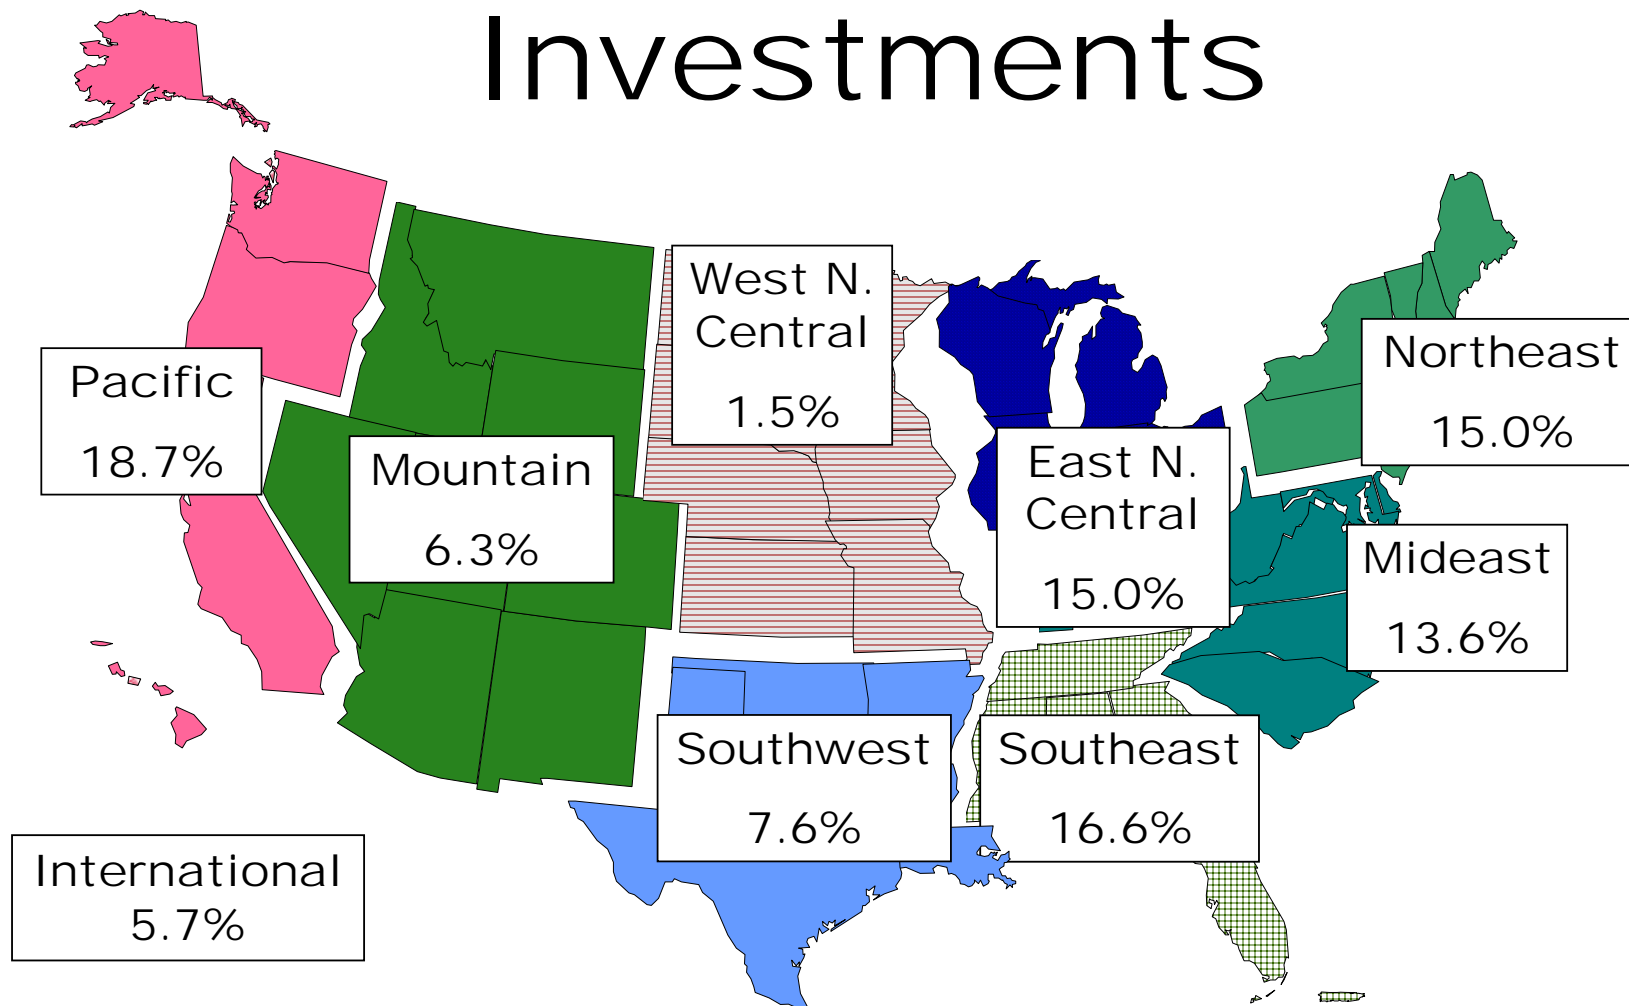 Investments
West N.
Central
1.5%
Northeast
15.0%
Pacific
18.7%
Mountain
6.3%
East N.
Central
15.0%
Mideast
13.6%
Southwest
7.6%
Southeast
16.6%
International
5.7%